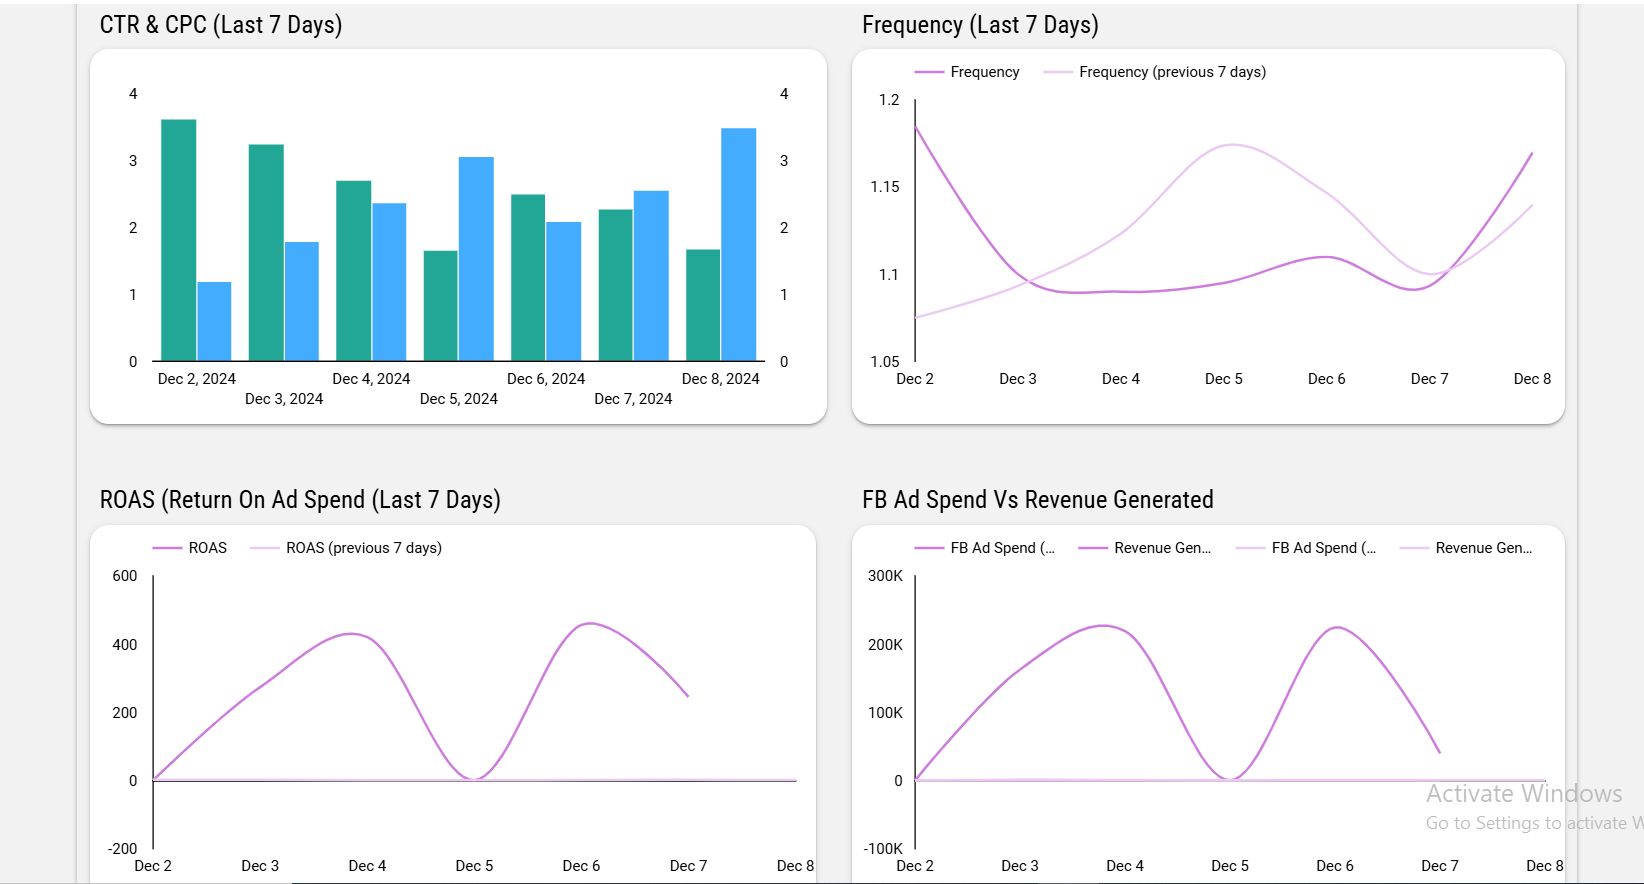 CTR & CPC (Last 7 Days)
4
3
2
1
0
4
3
2
1
0
Dec 2, 2024
Dec 3, 2024
Dec 4, 2024
Dec 5, 2024
Dec 6, 2024
Dec 7, 2024
Dec 8, 2024
Frequency (Last 7 Days)
Frequency
Frequency (previous 7 days)
1.2
1.15
1.1
1.05
Dec 2
Dec 3
Dec 4
Dec 5
Dec 6
Dec 7
Dec 8
ROAS (Return On Ad Spend (Last 7 Days)
ROAS
ROAS (previous 7 days)
600
400
200
0
-200
Dec 2
Dec 3
Dec 4
Dec 5
Dec 6
Dec 7
Dec 8
FB Ad Spend Vs Revenue Generated
FB Ad Spend (...
Revenue Gen...
FB Ad Spend (...
Revenue Gen...
300K
200K
100K
0
-100K
Dec 2
Dec 3
Dec 4
Dec 5
Dec 6
Dec 7
Dec 8
Activate Windows
Go to Settings to activate W